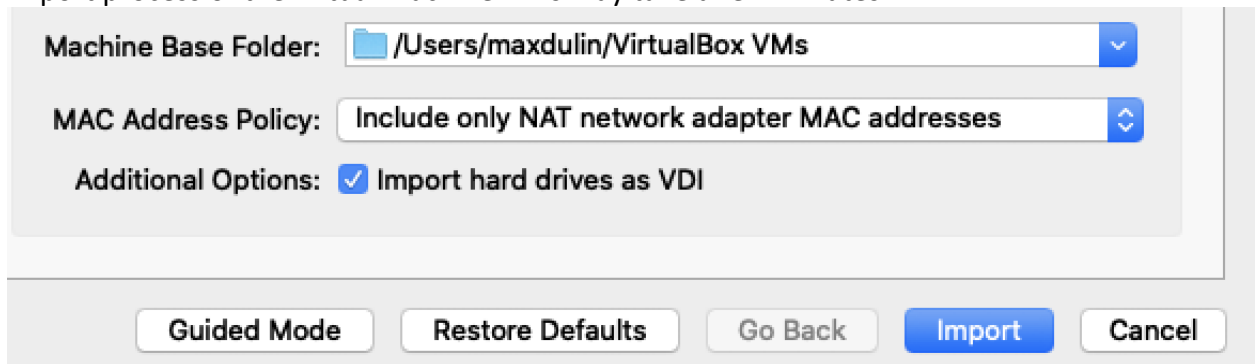 Machine Base Folder: /Users/maxdulin/VirtualBox VMs
MAC Address Policy: Include only NAT network adapter MAC addresses
Additional Options: Import hard drives as VDI
Guided Mode Restore Defaults Go Back Import Cancel